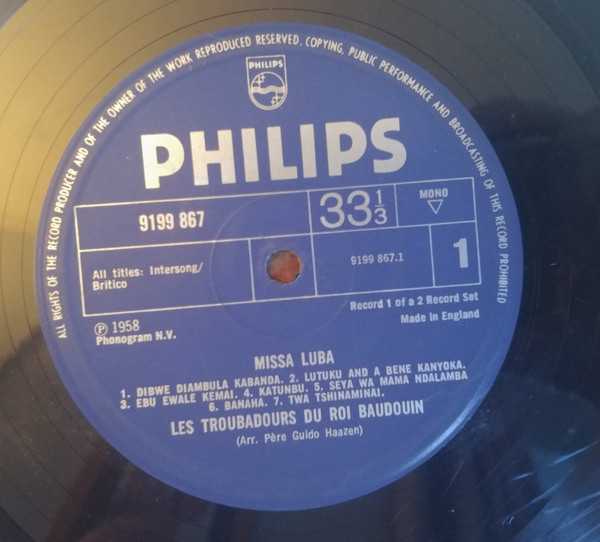 ALL RIGHTS OF THE RECORD PRODUCER AND OF THE OWNER OF THE WORK REPRODUCED RESERVED. COPYING, PUBLIC PERFORMANCE AND BROADCASTING OF THIS RECORD PROHIBITED
PHILIPS
PHILIPS
9199 867
33 1/3
MONO
All titles: Intersong/
Britico
9199 867.1
1
Record 1 of a 2 Record Set
Made in England
Ⓟ 1958
Phonogram N.V.
MISSA LUBA
1. DIBWE DIAMBULA KABANDA. 2. LUTUKU AND A BENE KANYOKA.
3. EBU EWALE KEMAI. 4. KATUNBU. 5. SEYA WA MAMA NDALAMBA
6. BANAHA. 7. TWA TSHINAMINAI.
LES TROUBADOURS DU ROI BAUDOUIN
(Arr. Père Guido Haazen)